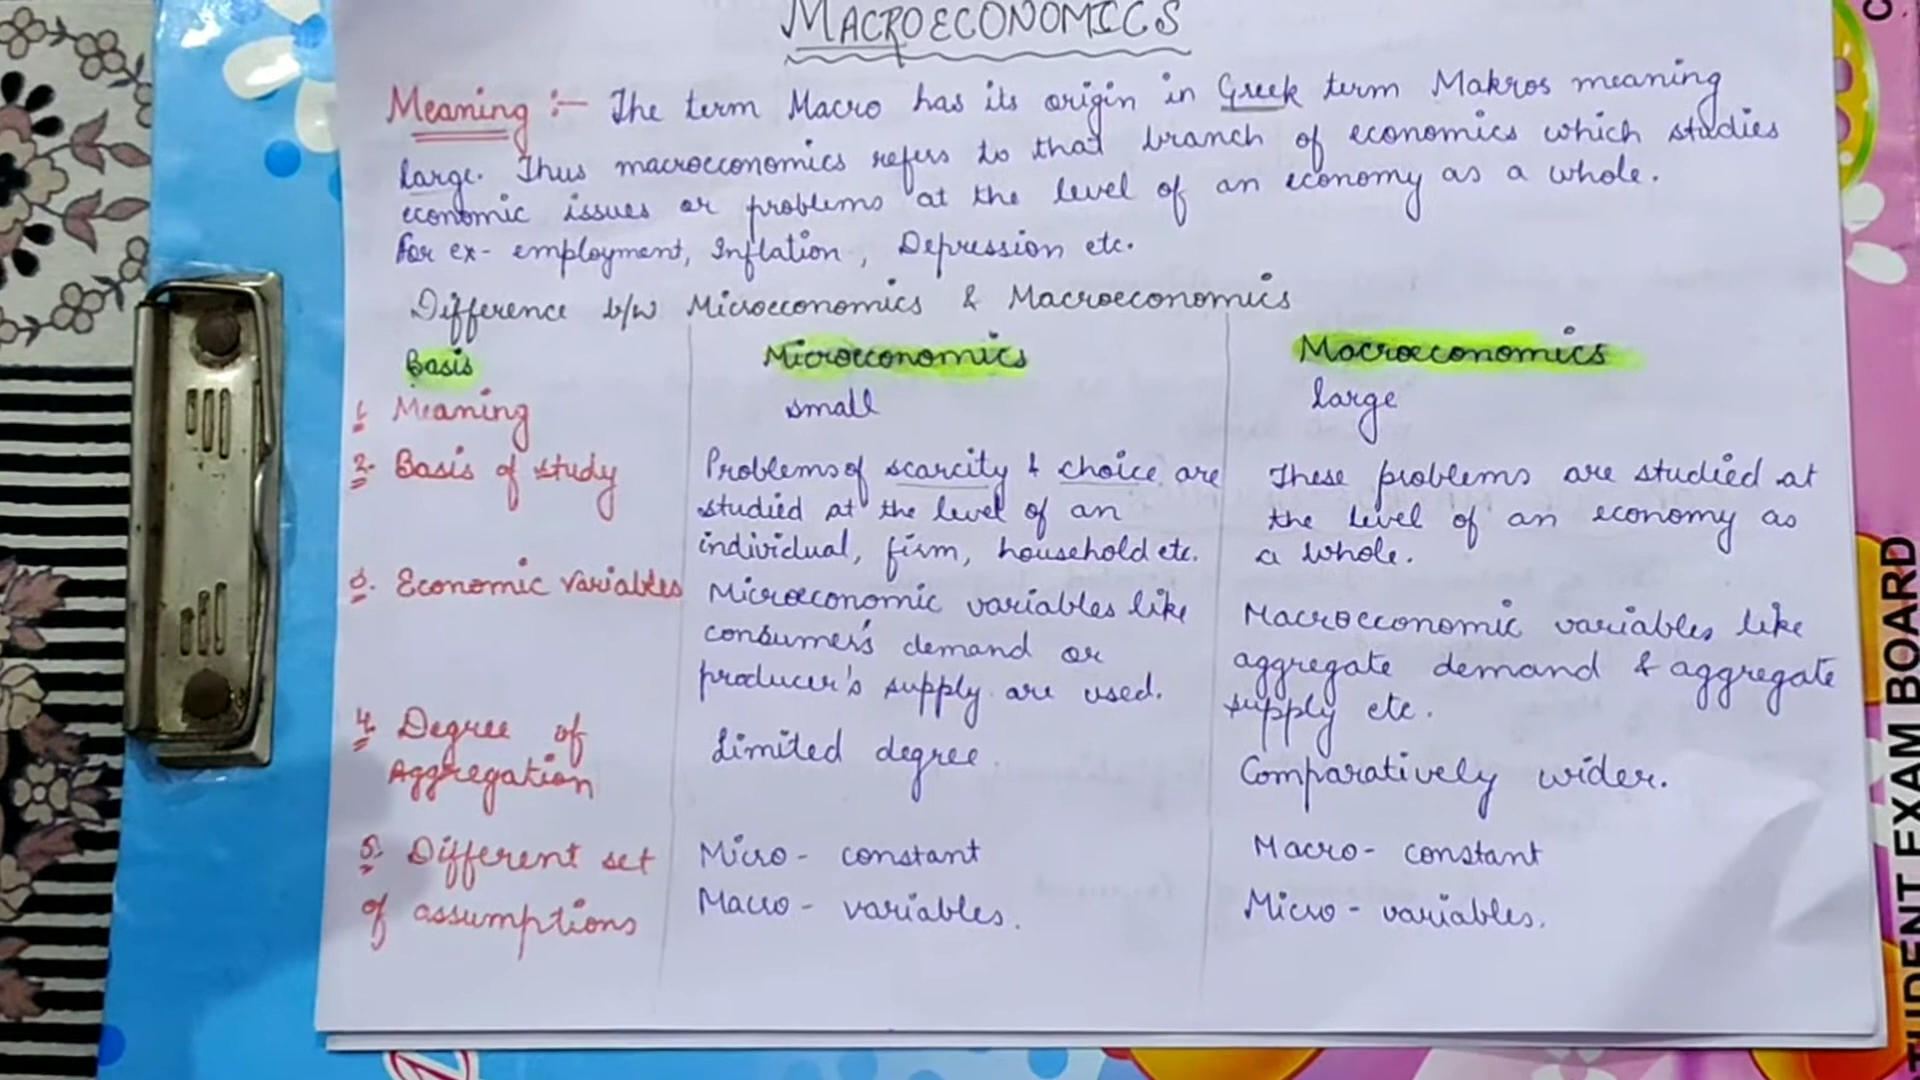 MACROECONOMICS
Meaning :- The term Macro has its origin in Greek term Makros meaning
large. Thus macroeconomics refers to that branch of economics which studies
economic issues or problems at the level of an economy as a whole.
For ex- employment, Inflation, Depression etc.
Difference b/w Microeconomics & Macroeconomics
Basis Microeconomics Macroeconomics
1. Meaning small large
2. Basis of study Problems of scarcity & choice are These problems are studied at
studied at the level of an the level of an economy as
individual, firm, household etc. a whole.
3. Economic variables Microeconomic variables like Macroeconomic variables like
consumer's demand or aggregate demand & aggregate
producer's supply are used. supply etc.
4. Degree of Limited degree Comparatively wider.
Aggregation
5. Different set Micro - constant Macro - constant
of assumptions Macro - variables. Micro - variables.
STUDENT EXAM BOARD